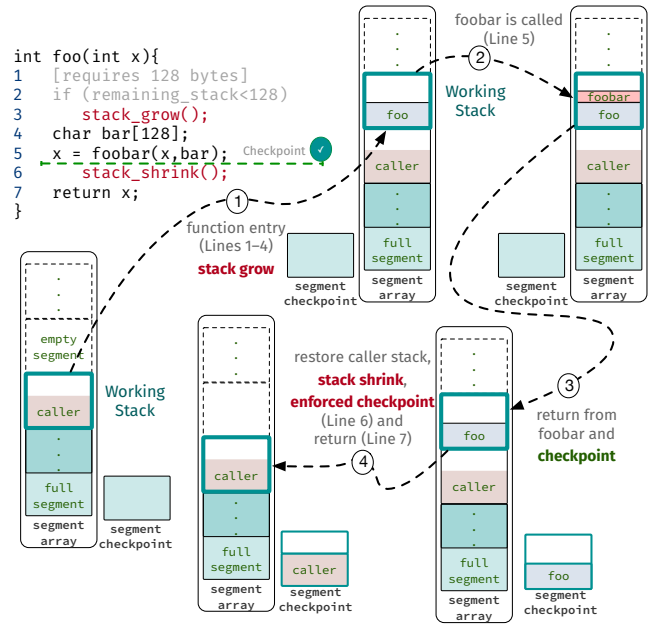 int foo(int x){
1 [requires 128 bytes]
2 if (remaining_stack<128)
3 stack_grow();
4 char bar[128];
5 x = foobar(x,bar);
Checkpoint ✓
6 stack_shrink();
7 return x;
}
1
function entry
(Lines 1–4)
stack grow
empty
segment
caller
full
segment
segment
array
Working
Stack
segment
checkpoint
foo
caller
full
segment
segment
array
Working
Stack
segment
checkpoint
foobar is called
(Line 5)
2
foobar
foo
caller
full
segment
segment
array
segment
checkpoint
3
return from
foobar and
checkpoint
foo
caller
full
segment
segment
array
foo
segment
checkpoint
restore caller stack,
stack shrink,
enforced checkpoint
(Line 6) and
return (Line 7)
4
caller
full
segment
segment
array
caller
segment
checkpoint